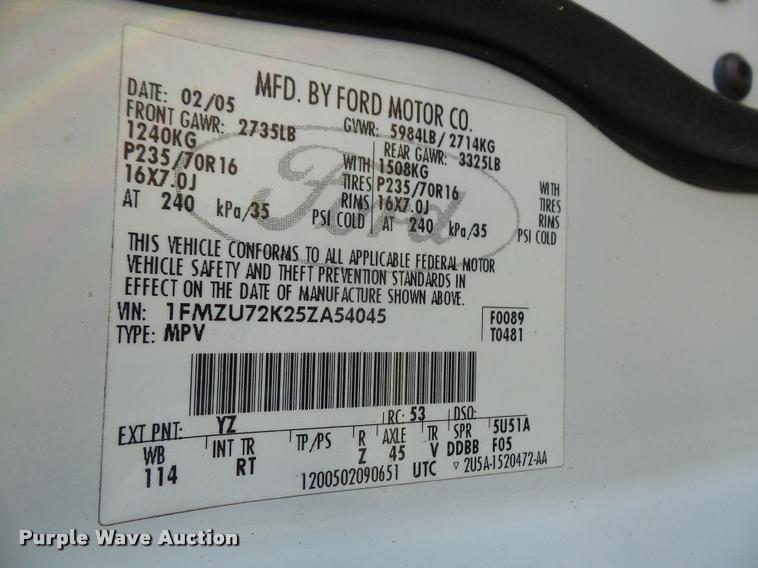 MFD. BY FORD MOTOR CO.
DATE: 02/05 GVWR: 5984LB / 2714KG
FRONT GAWR: 2735LB REAR GAWR: 3325LB
1240KG WITH 1508KG WITH
P235/70R16 TIRES P235/70R16 TIRES
16X7.0J RIMS 16X7.0J RIMS
AT 240 kPa/35 PSI COLD AT 240 kPa/35 PSI COLD
Ford
THIS VEHICLE CONFORMS TO ALL APPLICABLE FEDERAL MOTOR
VEHICLE SAFETY AND THEFT PREVENTION STANDARDS IN
EFFECT ON THE DATE OF MANUFACTURE SHOWN ABOVE.
VIN: 1FMZU72K25ZA54045 F0089
TYPE: MPV T0481
EXT PNT: YZ RC: 53 DSO:
WB INT TR TP/PS R AXLE TR SPR 5U51A
114 RT Z 45 V DDBB F05
1200502090651 UTC ▽ 2U5A-1520472-AA
Purple Wave Auction